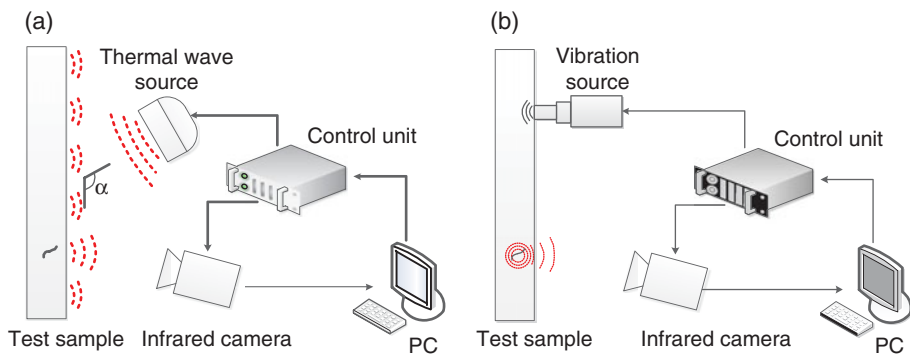 (a)
Thermal wave
source
Control unit
α
Test sample
Infrared camera
PC
(b)
Vibration
source
Control unit
Test sample
Infrared camera
PC